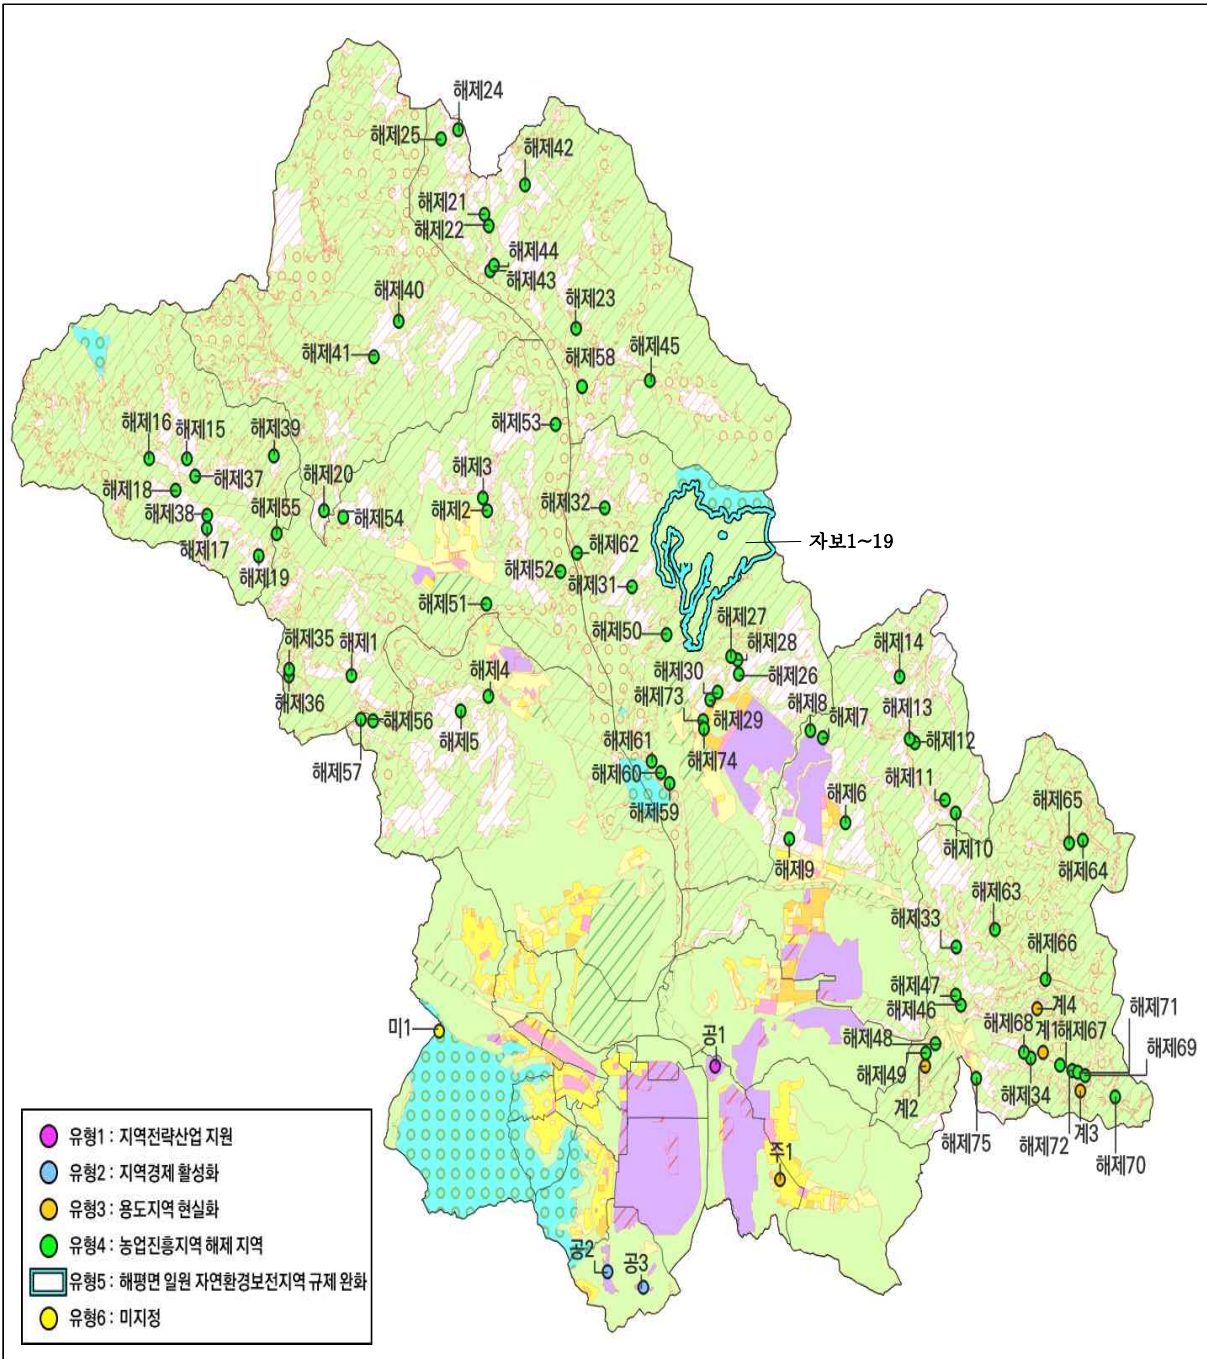 해제24
해제25
해제42
해제21
해제22
해제44
해제43
해제40
해제23
해제41
해제58
해제45
해제53
해제16
해제15
해제39
해제37
해제20
해제3
해제18
해제2
해제32
해제38
해제55
해제54
자보1~19
해제17
해제62
해제19
해제52
해제31
해제51
해제50
해제27
해제35
해제1
해제28
해제14
해제30
해제26
해제4
해제36
해제73
해제8
해제13
해제56
해제5
해제29
해제7
해제12
해제57
해제61
해제74
해제60
해제11
해제59
해제6
해제65
해제10
해제9
해제64
해제63
해제33
해제66
해제47
해제46
계4
해제71
미1
공1
해제48
해제68
계1
해제67
해제69
해제49
해제34
계2
해제75
해제72
계3
해제70
주1
공2
공3
유형1 : 지역전략산업 지원
유형2 : 지역경제 활성화
유형3 : 용도지역 현실화
유형4 : 농업진흥지역 해제 지역
유형5 : 해평면 일원 자연환경보전지역 규제 완화
유형6 : 미지정